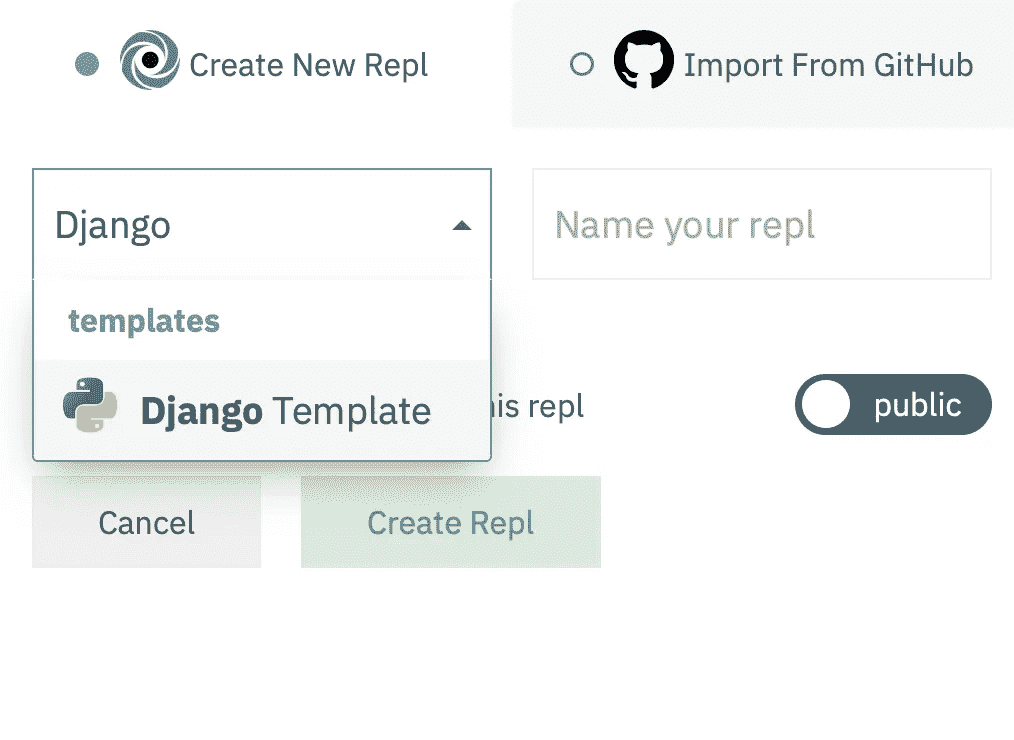 Create New Repl
Import From GitHub
Django
Name your repl
templates
Django Template
is repl
public
Cancel
Create Repl